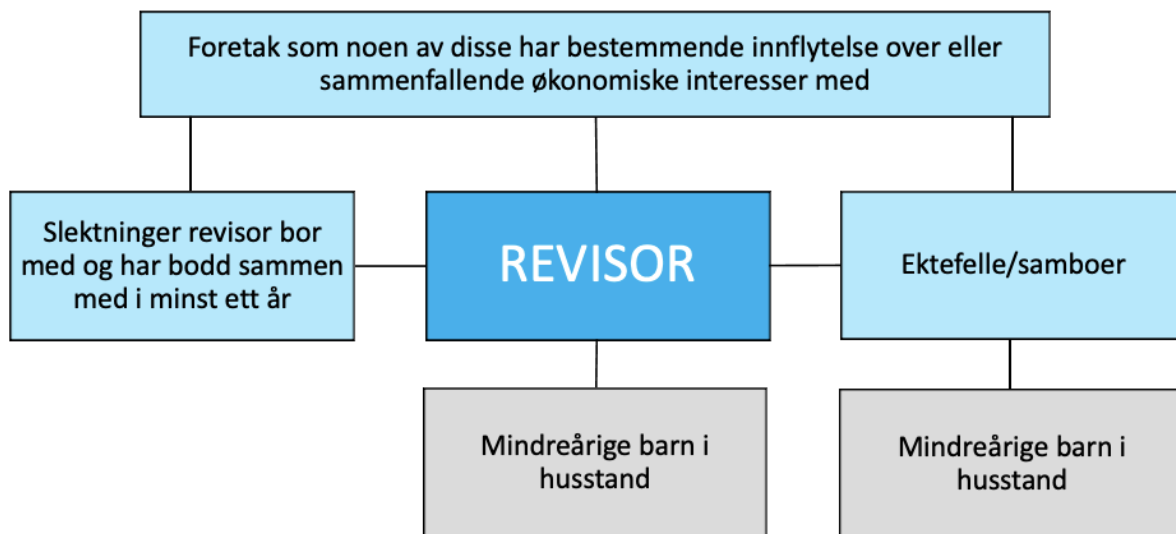 Foretak som noen av disse har bestemmende innflytelse over eller
sammenfallende økonomiske interesser med
Slektninger revisor bor
med og har bodd sammen
med i minst ett år
REVISOR
Ektefelle/samboer
Mindreårige barn i
husstand
Mindreårige barn i
husstand